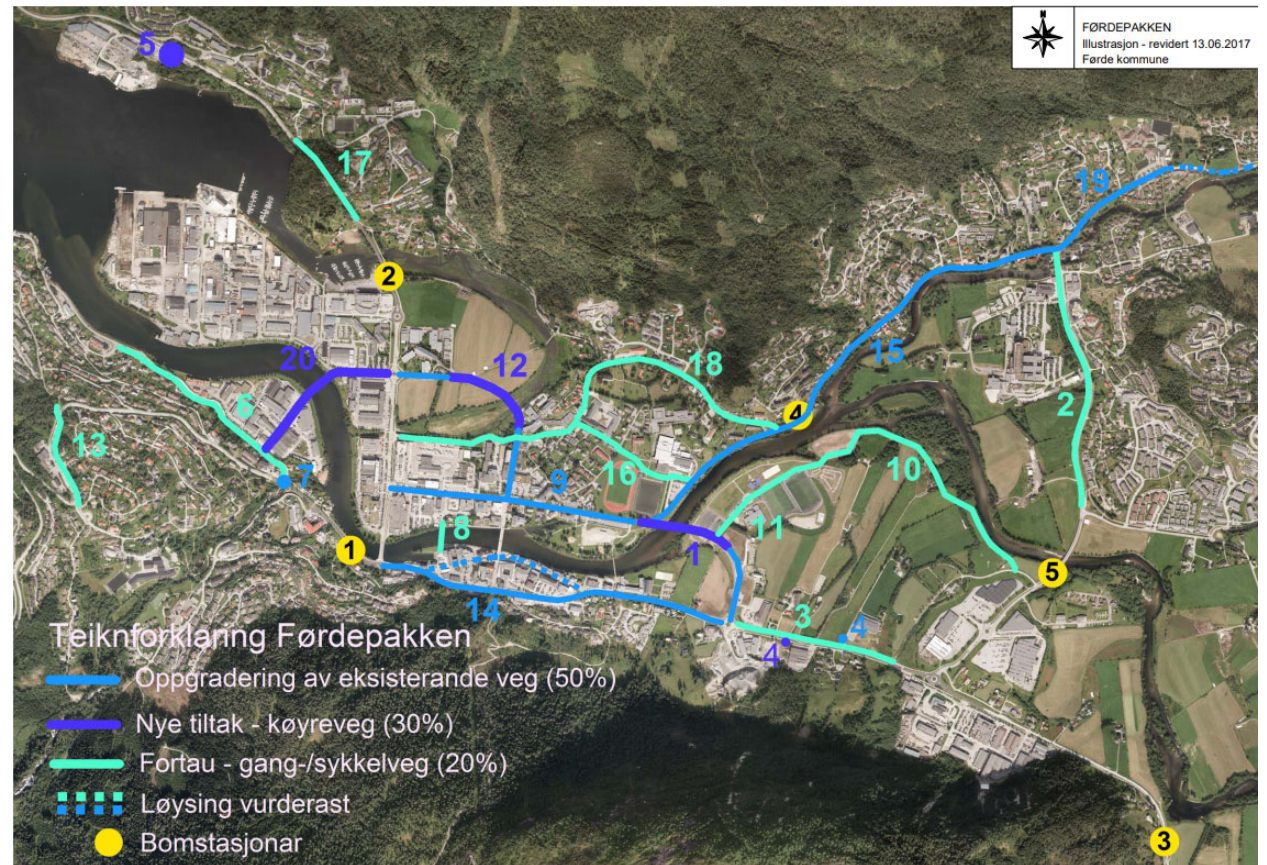 N
FØRDEPAKKEN
Illustrasjon - revidert 13.06.2017
Førde kommune
5
17
2
19
15
20
12
18
4
6
2
13
7
9
16
10
8
11
1
1
5
14
3
4
4
TeiknforklaringFørdepakken
Oppgradering av eksisterande veg (50%)
Nye tiltak - køyreveg (30%)
Fortau - gang-/sykkelveg (20%)
Løysing vurderast
Bomstasjonar
3